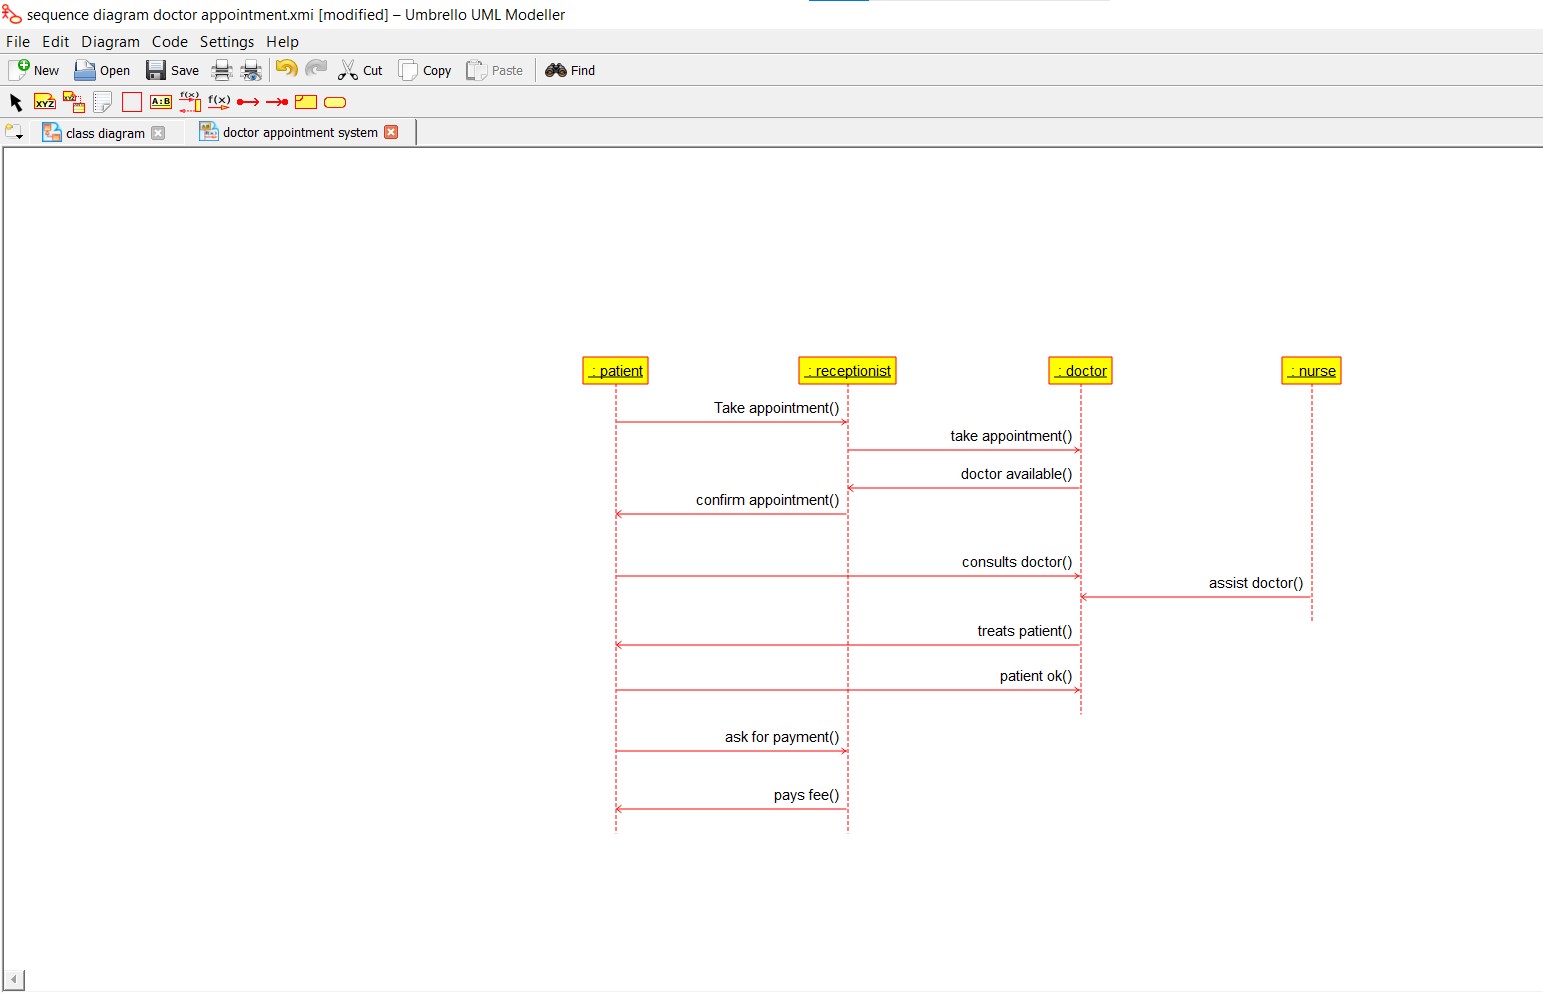 sequence diagram doctor appointment.xmi [modified] – Umbrello UML Modeller
File Edit Diagram Code Settings Help
New Open Save Cut Copy Paste Find
XYZ XYZ A:B f(x) f(x)
class diagram doctor appointment system
: patient : receptionist : doctor : nurse
Take appointment()
take appointment()
doctor available()
confirm appointment()
consults doctor()
assist doctor()
treats patient()
patient ok()
ask for payment()
pays fee()